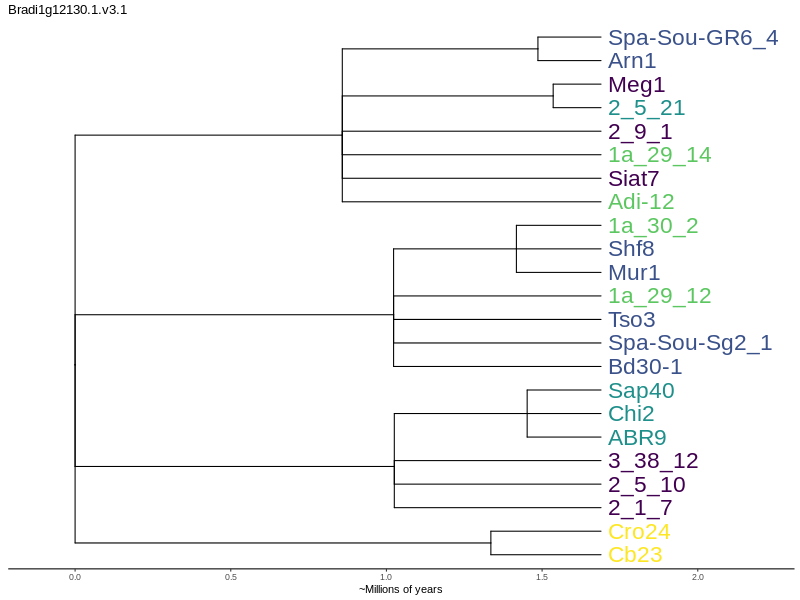 Bradi1g12130.1.v3.1
Spa-Sou-GR6_4
Arn1
Meg1
2_5_21
2_9_1
1a_29_14
Siat7
Adi-12
1a_30_2
Shf8
Mur1
1a_29_12
Tso3
Spa-Sou-Sg2_1
Bd30-1
Sap40
Chi2
ABR9
3_38_12
2_5_10
2_1_7
Cro24
Cb23
0.0 0.5 1.0 1.5 2.0
~Millions of years